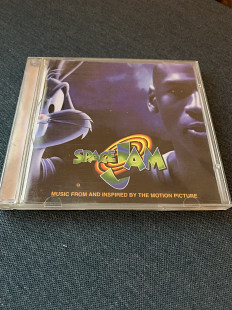 SPACE JAM
MUSIC FROM AND INSPIRED BY THE MOTION PICTURE